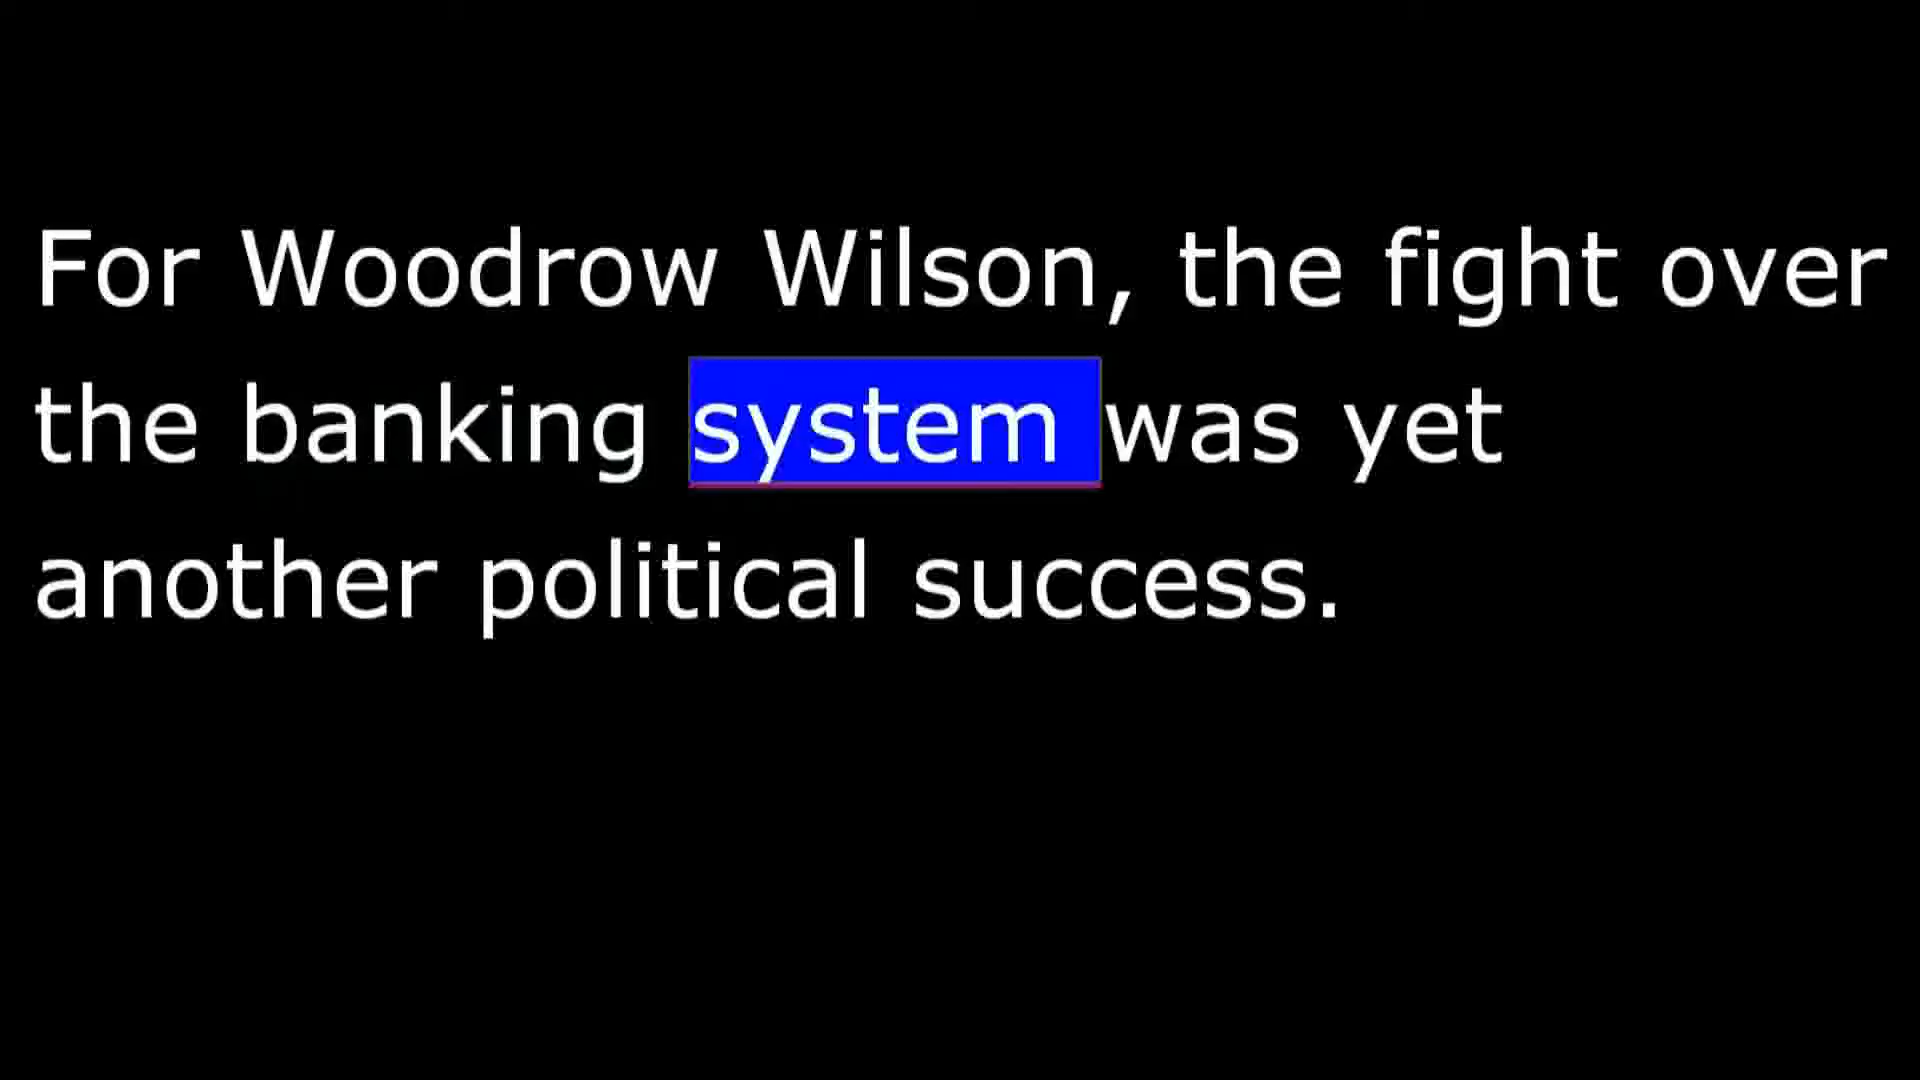 For Woodrow Wilson, the fight over
the banking system was yet
another political success.